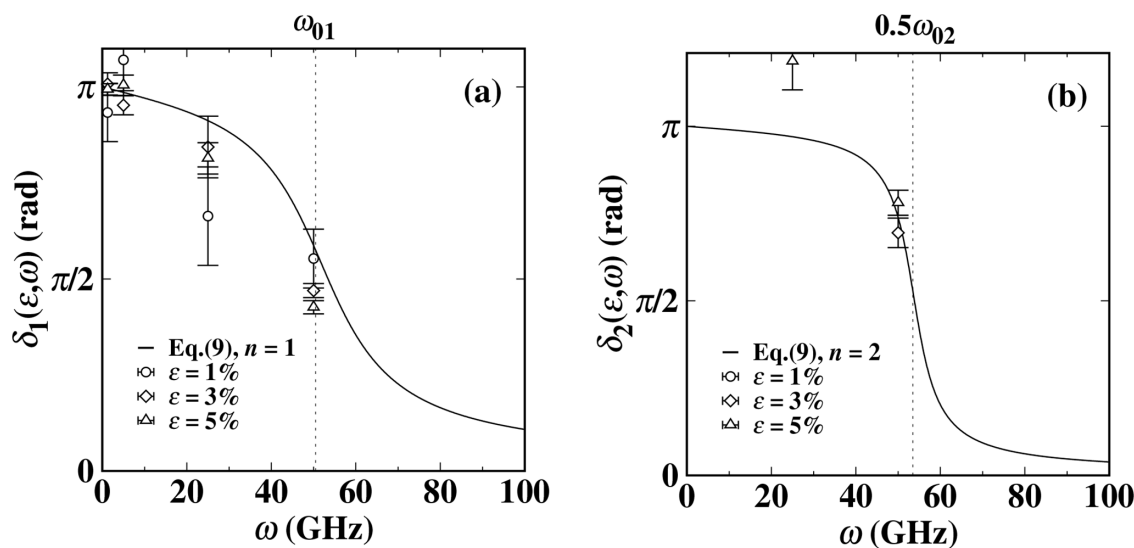 ω01
(a)
δ1(ε,ω) (rad)
π
π/2
0
Eq.(9), n = 1
ε = 1%
ε = 3%
ε = 5%
0 20 40 60 80 100
ω (GHz)
0.5ω02
(b)
δ2(ε,ω) (rad)
π
π/2
0
Eq.(9), n = 2
ε = 1%
ε = 3%
ε = 5%
0 20 40 60 80 100
ω (GHz)